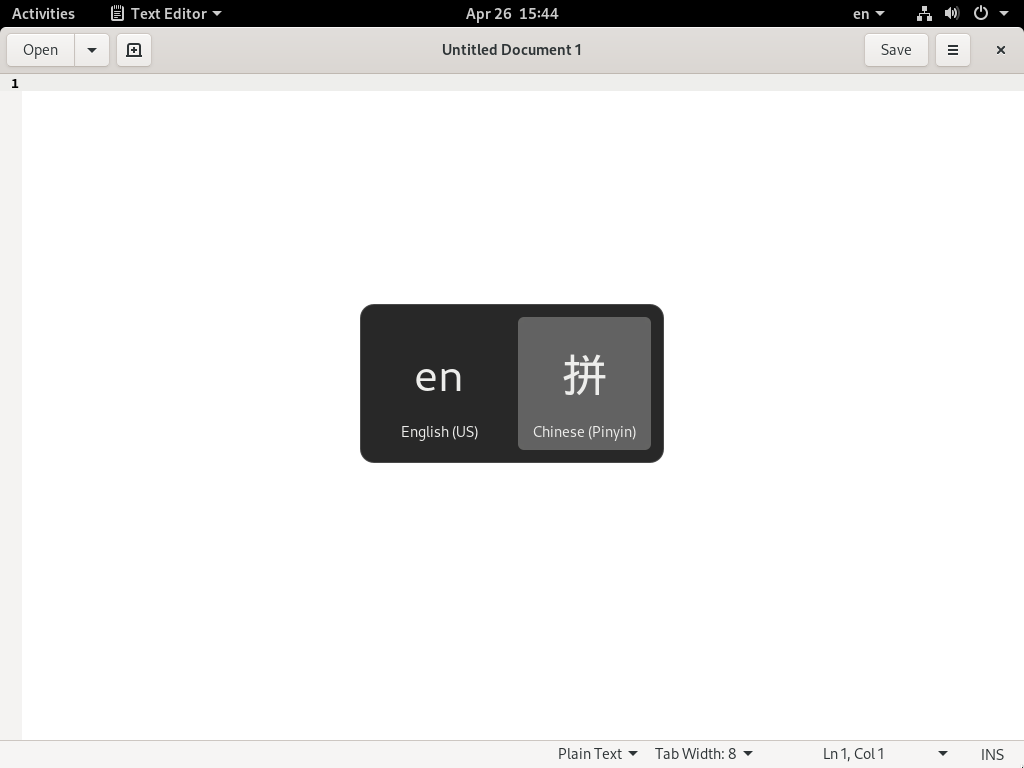 Activities Text Editor Apr 26 15:44 en
Open Untitled Document 1 Save
1
en 拼
English (US) Chinese (Pinyin)
Plain Text Tab Width: 8 Ln 1, Col 1 INS